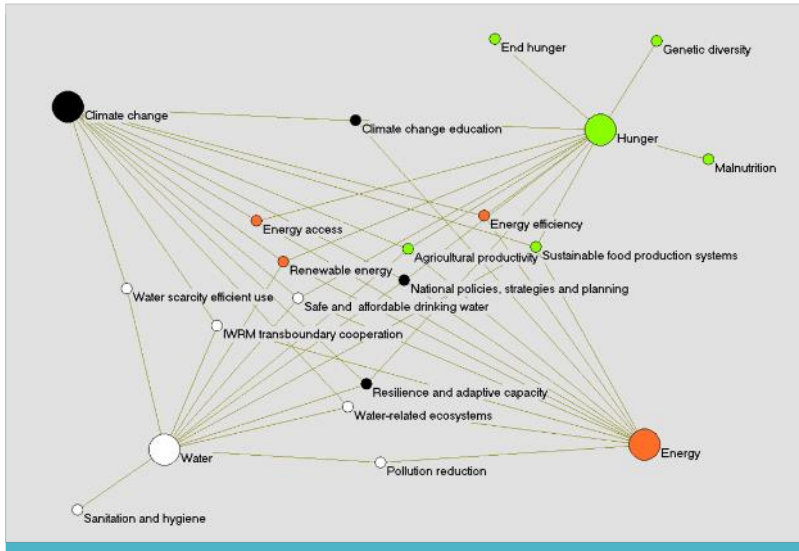 End hunger
Genetic diversity
Climate change
Climate change education
Hunger
Malnutrition
Energy access
Energy efficiency
Agricultural productivity
Sustainable food production systems
Renewable energy
National policies, strategies and planning
Water scarcity efficient use
Safe and affordable drinking water
IWRM transboundary cooperation
Resilience and adaptive capacity
Water-related ecosystems
Water
Energy
Pollution reduction
Sanitation and hygiene